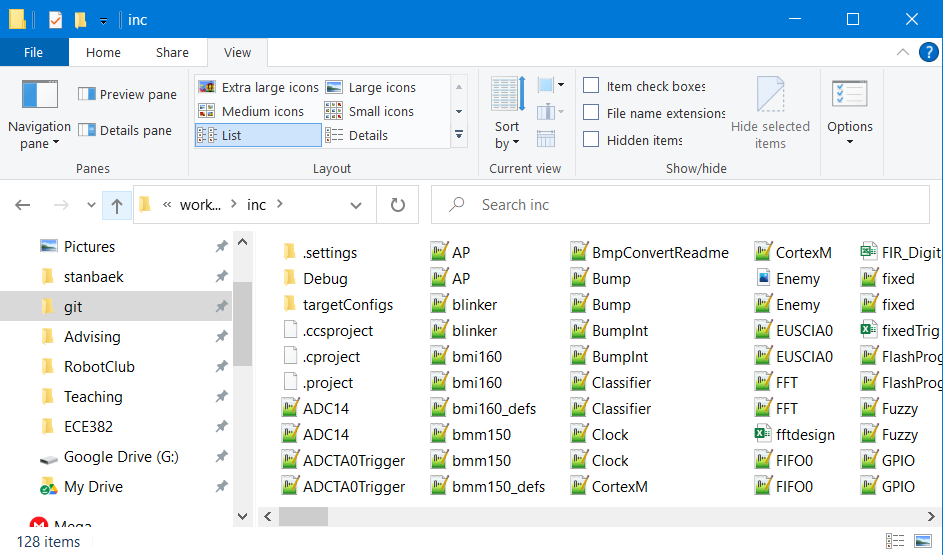 inc
File Home Share View
Extra large icons Large icons
Preview pane
Medium icons Small icons
Details pane
List Details
Navigation pane
Sort by
Item check boxes
File name extensions
Hidden items
Hide selected items
Options
Panes Layout Current view Show/hide
« work... > inc > Search inc
Pictures
stanbaek
git
Advising
RobotClub
Teaching
ECE382
Google Drive (G:)
My Drive
Mega
.settings
Debug
targetConfigs
.ccsproject
.cproject
.project
ADC14
ADC14
ADCTA0Trigger
ADCTA0Trigger
AP
AP
blinker
blinker
bmi160
bmi160
bmi160_defs
bmm150
bmm150
bmm150_defs
BmpConvertReadme
Bump
Bump
BumpInt
BumpInt
Classifier
Classifier
Clock
Clock
CortexM
CortexM
Enemy
Enemy
EUSCIA0
EUSCIA0
FFT
FFT
fftdesign
FIFO0
FIFO0
FIR_Digit
fixed
fixed
fixedTrig
FlashProg
FlashProg
Fuzzy
Fuzzy
GPIO
GPIO
128 items